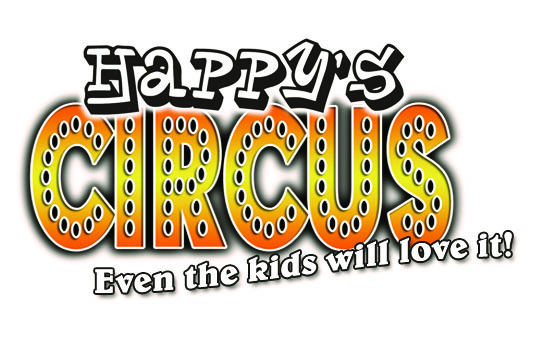 HAPPY'S
CIRCUS
Even the kids will love it!